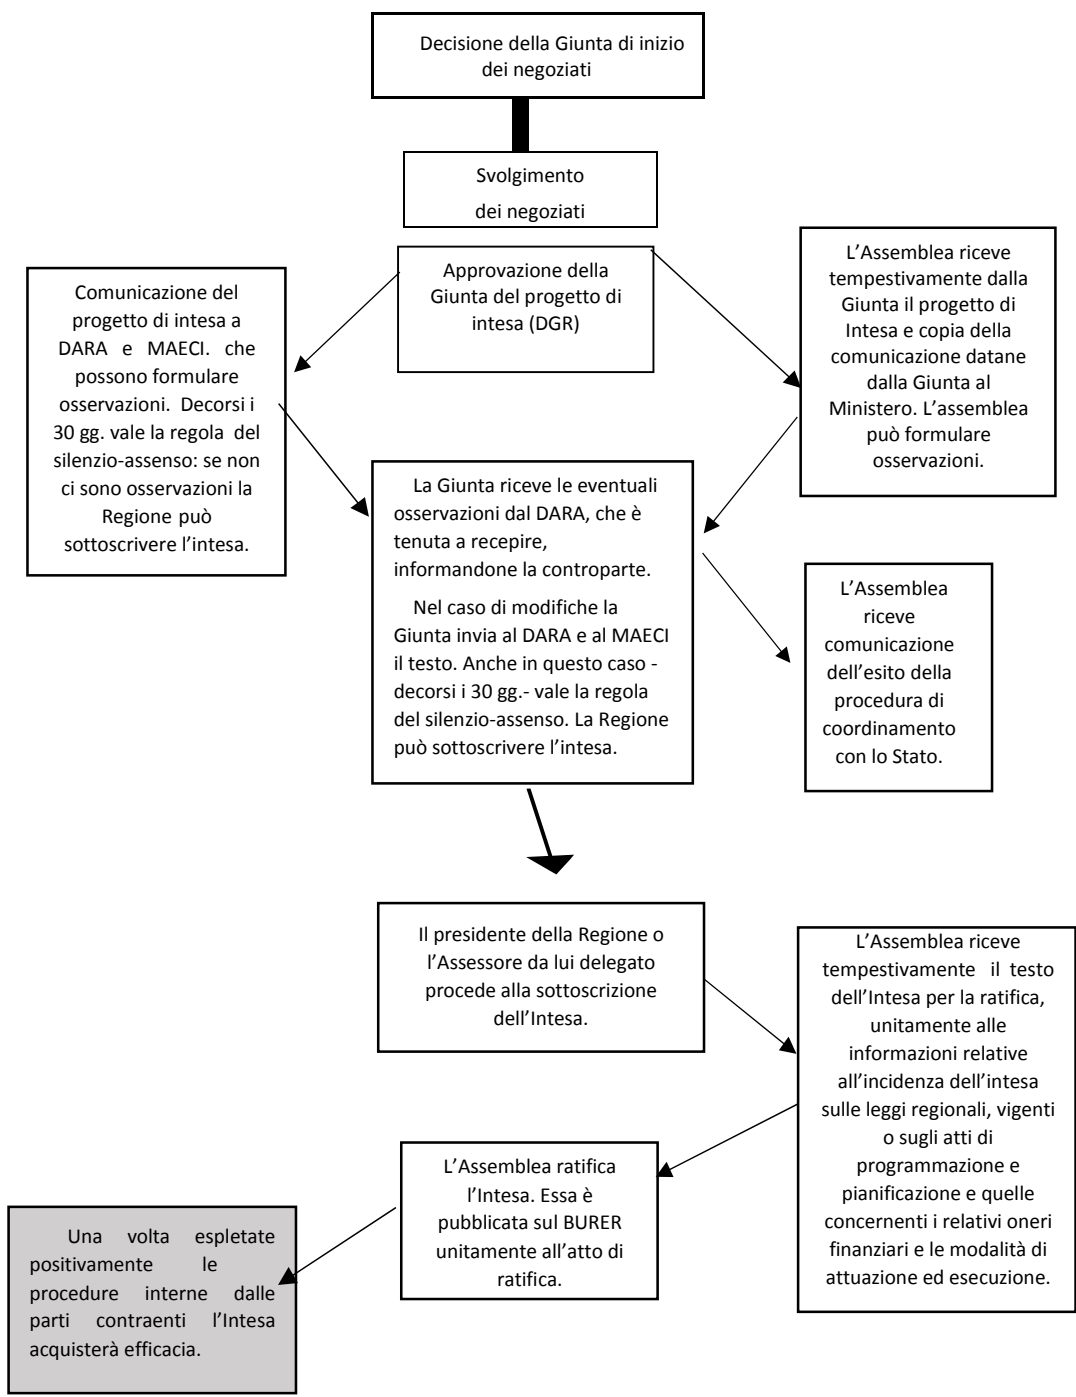 Decisione della Giunta di inizio
dei negoziati
Svolgimento
dei negoziati
Approvazione della
Giunta del progetto di
intesa (DGR)
Comunicazione del
progetto di intesa a
DARA e MAECI. che
possono formulare
osservazioni. Decorsi i
30 gg. vale la regola del
silenzio-assenso: se non
ci sono osservazioni la
Regione può
sottoscrivere l'intesa.
L'Assemblea riceve
tempestivamente dalla
Giunta il progetto di
Intesa e copia della
comunicazione datane
dalla Giunta al
Ministero. L'assemblea
può formulare
osservazioni.
La Giunta riceve le eventuali
osservazioni dal DARA, che è
tenuta a recepire,
informandone la controparte.
Nel caso di modifiche la
Giunta invia al DARA e al MAECI
il testo. Anche in questo caso -
decorsi i 30 gg.- vale la regola
del silenzio-assenso. La Regione
può sottoscrivere l'intesa.
L'Assemblea
riceve
comunicazione
dell'esito della
procedura di
coordinamento
con lo Stato.
Il presidente della Regione o
l'Assessore da lui delegato
procede alla sottoscrizione
dell'Intesa.
L'Assemblea riceve
tempestivamente il testo
dell'Intesa per la ratifica,
unitamente alle
informazioni relative
all'incidenza dell'intesa
sulle leggi regionali, vigenti
o sugli atti di
programmazione e
pianificazione e quelle
concernenti i relativi oneri
finanziari e le modalità di
attuazione ed esecuzione.
L'Assemblea ratifica
l'Intesa. Essa è
pubblicata sul BURER
unitamente all'atto di
ratifica.
Una volta espletate
positivamente le
procedure interne dalle
parti contraenti l'Intesa
acquisterà efficacia.